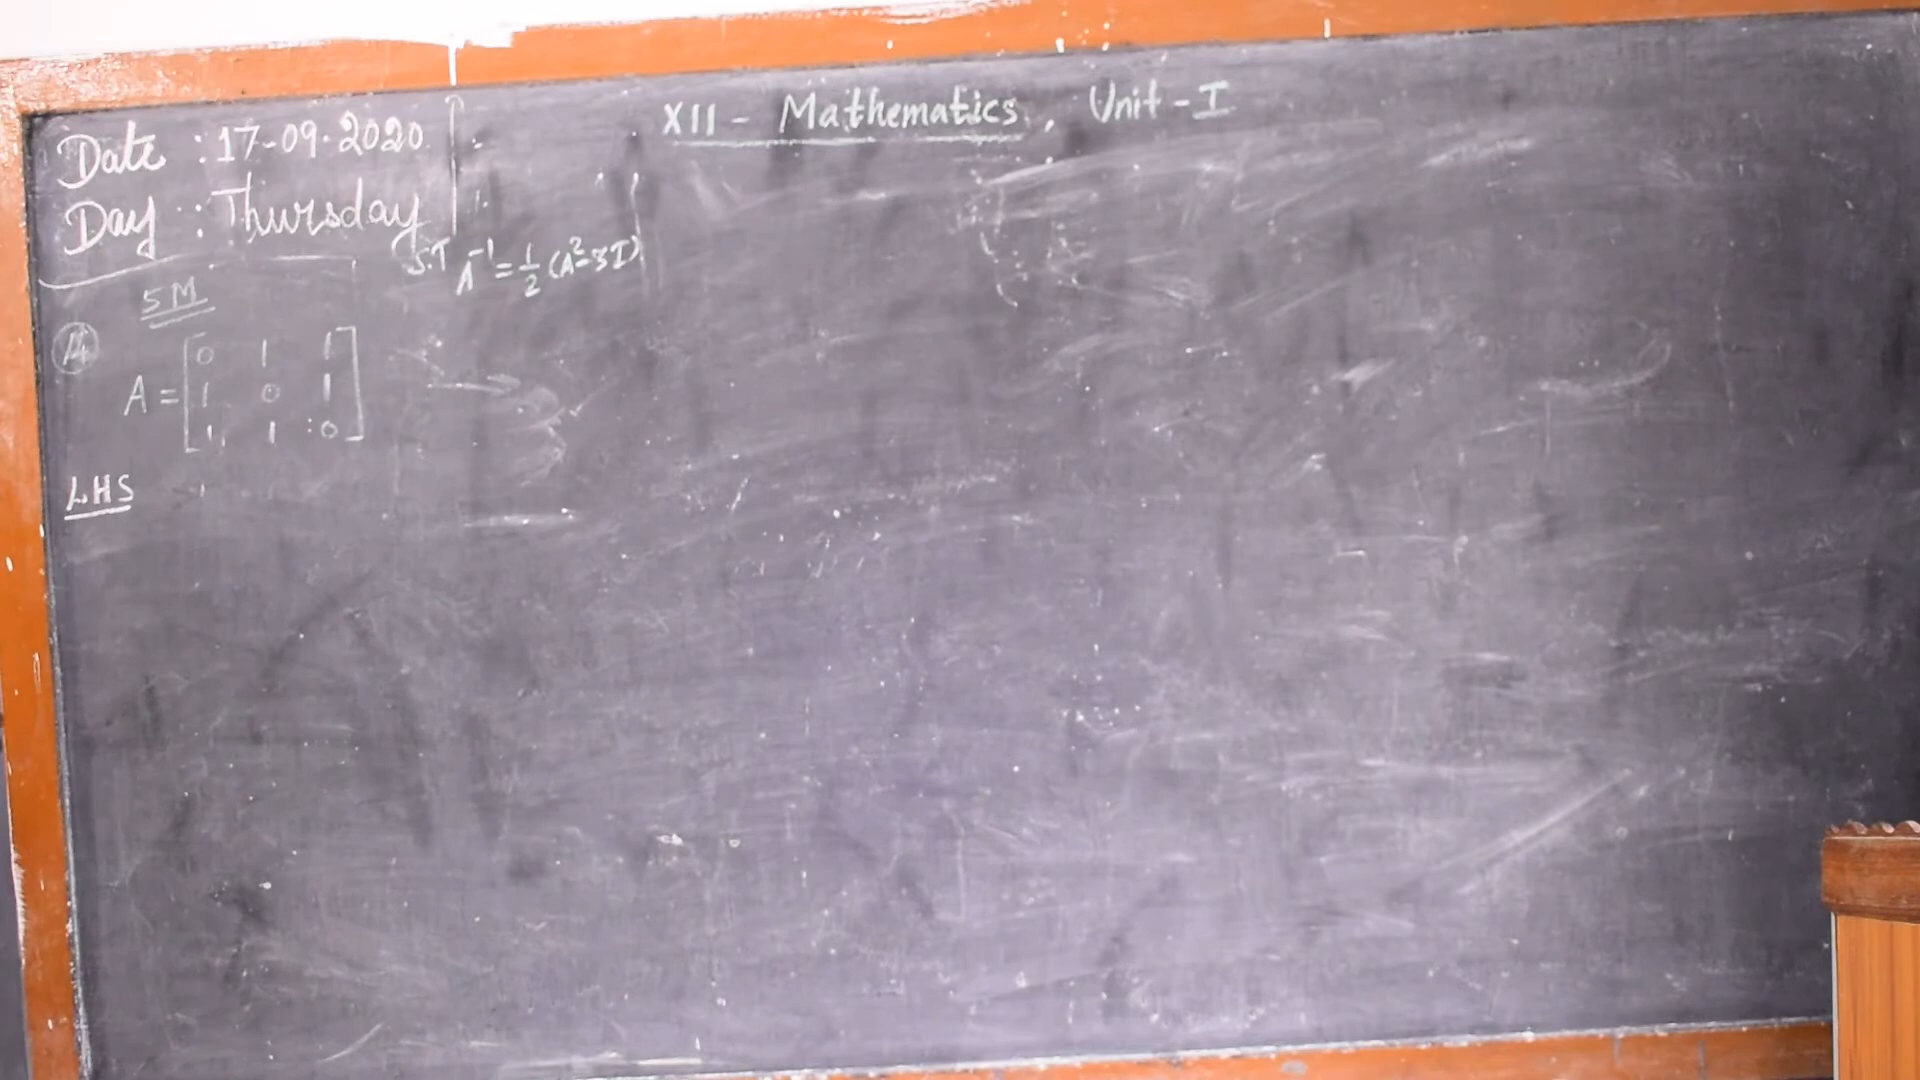 XII - Mathematics, Unit - I
Date : 17-09-2020
Day : Thursday
S.T A⁻¹ = 1/2 (A² - 3I)
5M
14
A = [0 1 1
1 0 1
1 1 0]
LHS